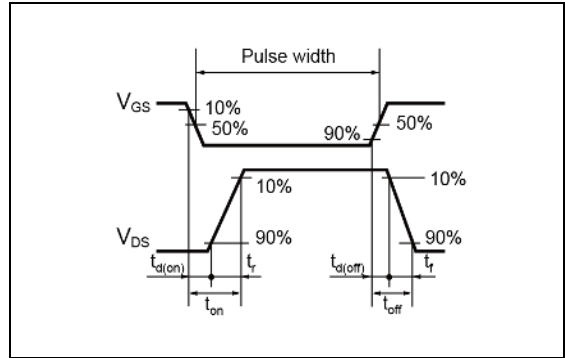 Pulse width
VGS
10%
50%
90%
50%
10%
10%
VDS
90%
90%
td(on)
tr
td(off)
tf
ton
toff